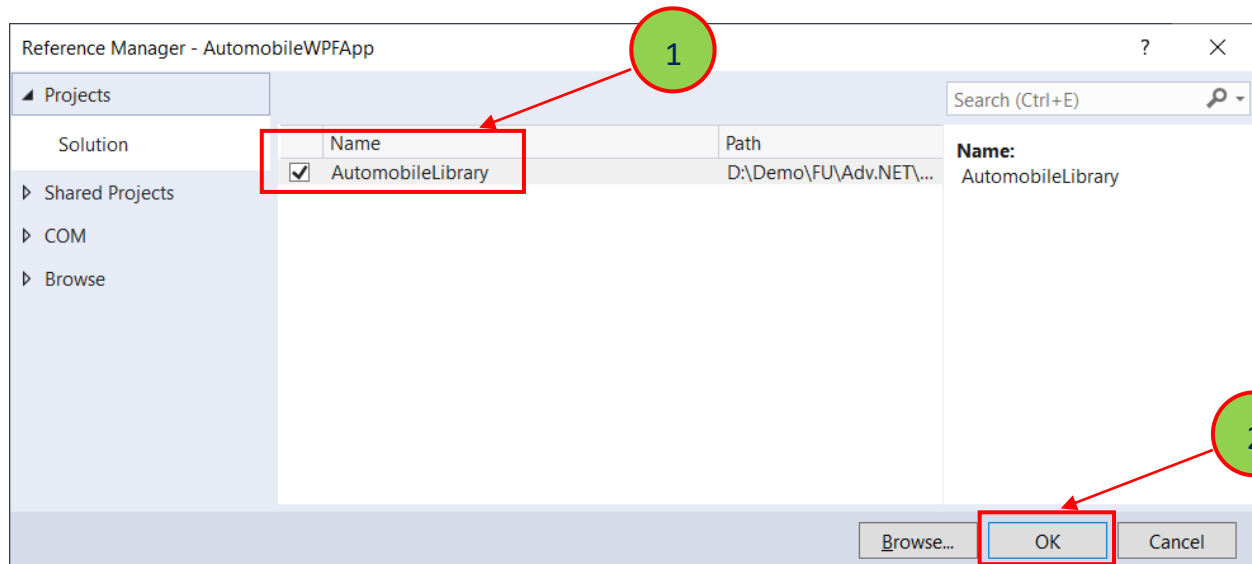 1
Reference Manager - AutomobileWPFApp ?
Projects
Search (Ctrl+E)
Solution
Name Path
AutomobileLibrary D:\Demo\FU\Adv.NET\...
Name:
AutomobileLibrary
Shared Projects
COM
Browse
2
Browse... OK Cancel